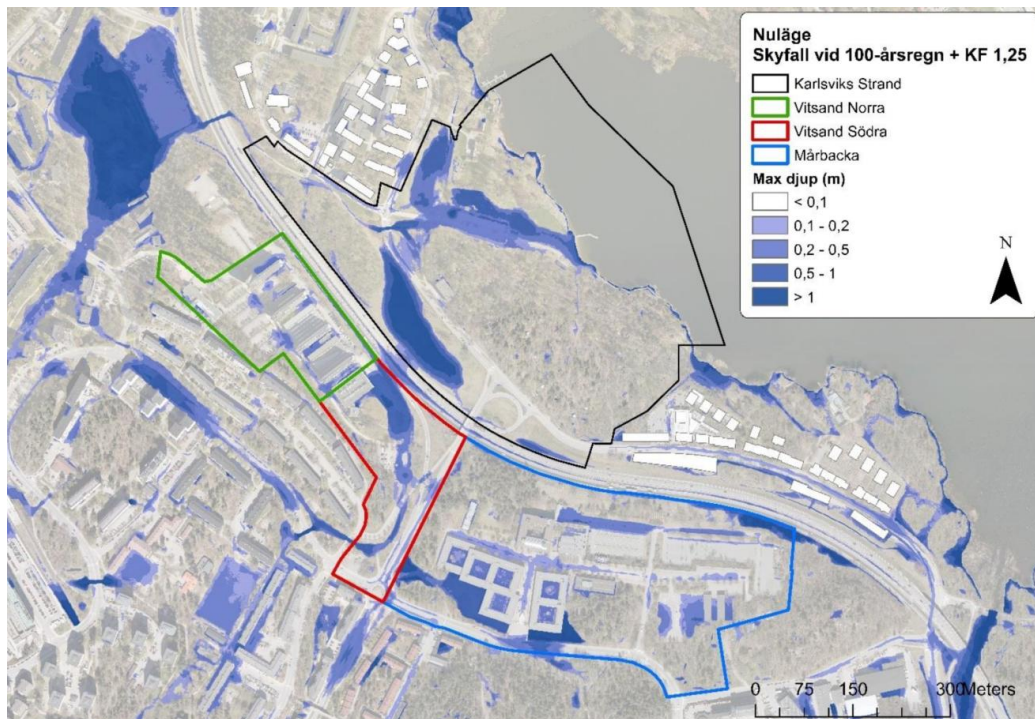 Nuläge
Skyfall vid 100-årsregn + KF 1,25
Karlsviks Strand
Vitsand Norra
Vitsand Södra
Mårbacka
Max djup (m)
< 0,1
0,1 - 0,2
0,2 - 0,5
0,5 - 1
> 1
N
0 75 150 300Meters